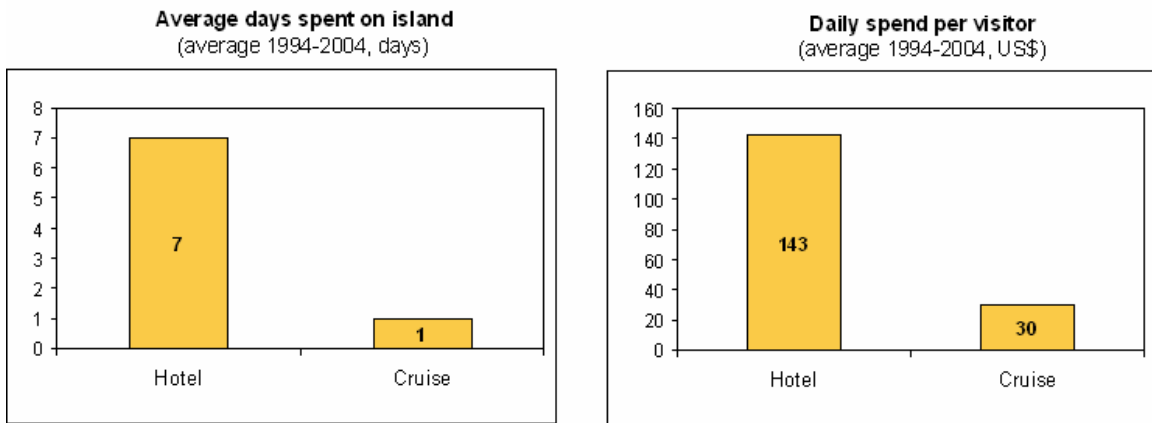 Average days spent on island
(average 1994-2004, days)
8
7
6
5
4
3
2
1
0
7
1
Hotel
Cruise
Daily spend per visitor
(average 1994-2004, US$)
160
140
120
100
80
60
40
20
0
143
30
Hotel
Cruise